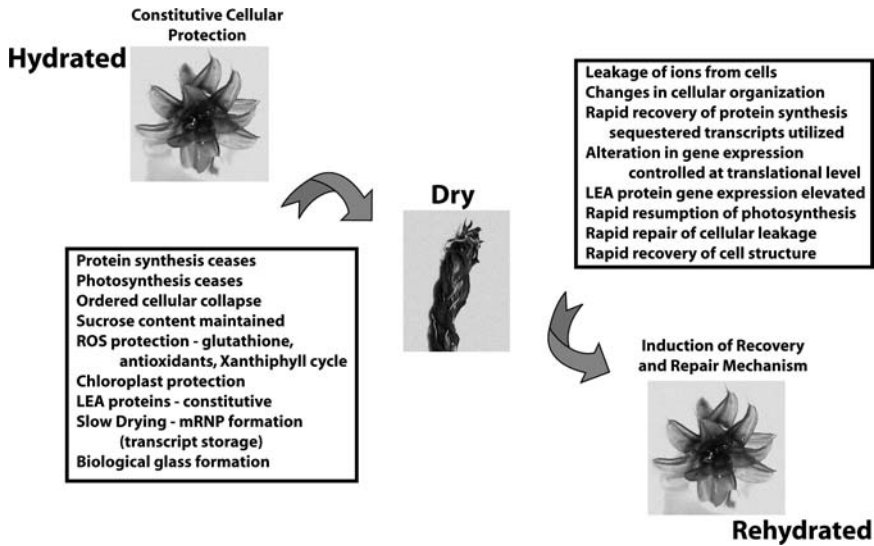 Constitutive Cellular
Protection
Hydrated
Protein synthesis ceases
Photosynthesis ceases
Ordered cellular collapse
Sucrose content maintained
ROS protection - glutathione,
antioxidants, Xanthiphyll cycle
Chloroplast protection
LEA proteins - constitutive
Slow Drying - mRNP formation
(transcript storage)
Biological glass formation
Dry
Leakage of ions from cells
Changes in cellular organization
Rapid recovery of protein synthesis
sequestered transcripts utilized
Alteration in gene expression
controlled at translational level
LEA protein gene expression elevated
Rapid resumption of photosynthesis
Rapid repair of cellular leakage
Rapid recovery of cell structure
Induction of Recovery
and Repair Mechanism
Rehydrated